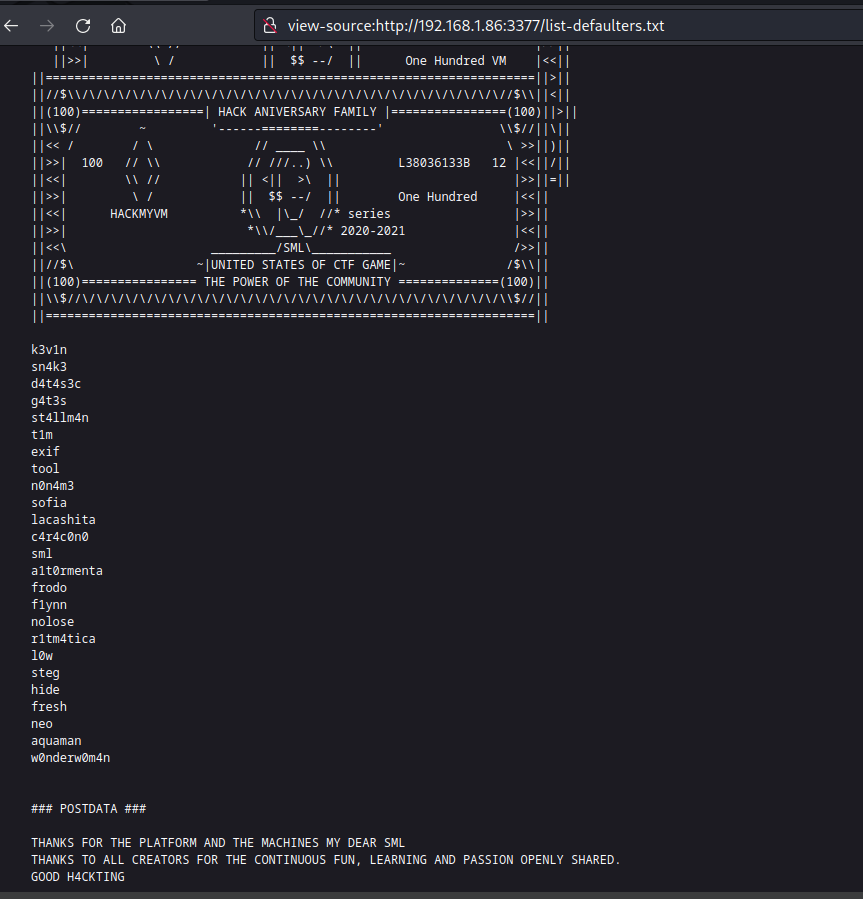 view-source:http://192.168.1.86:3377/list-defaulters.txt
||>>|         \ /            ||  $$ --/  ||      One Hundred VM    |<<||
||=================================================================||>||
||//$\\/\/\/\/\/\/\/\/\/\/\/\/\/\/\/\/\/\/\/\/\/\/\/\/\/\/\/\/\//$\\||<||
||(100)================| HACK ANIVERSARY FAMILY |================(100)||>||
||\\$//        ~         '------========--------'                \\$//||\||
||<< /        / \              // ____ \\                         \ >>||)||
||>>|  100   // \\            // ///..) \\         L38036133B   12 |<<||/||
||<<|        \\ //           || <||  >\  ||                        |>>||=||
||>>|         \ /            ||  $$ --/  ||        One Hundred     |<<||
||<<|      HACKMYVM          *\\  |\_/  //* series                 |>>||
||>>|                         *\\/___\_//* 2020-2021               |<<||
||<<\                   _________/SML\___________                 />>||
||//$\                 ~|UNITED STATES OF CTF GAME|~              /$\\||
||(100)================ THE POWER OF THE COMMUNITY ==============(100)||
||\\$//\/\/\/\/\/\/\/\/\/\/\/\/\/\/\/\/\/\/\/\/\/\/\/\/\/\/\/\/\/\\$//||
||=================================================================||
k3v1n
sn4k3
d4t4s3c
g4t3s
st4llm4n
t1m
exif
tool
n0n4m3
sofia
lacashita
c4r4c0n0
sml
a1t0rmenta
frodo
f1ynn
nolose
r1tm4tica
l0w
steg
hide
fresh
neo
aquaman
w0nderw0m4n
### POSTDATA ###
THANKS FOR THE PLATFORM AND THE MACHINES MY DEAR SML
THANKS TO ALL CREATORS FOR THE CONTINUOUS FUN, LEARNING AND PASSION OPENLY SHARED.
GOOD H4CKTING